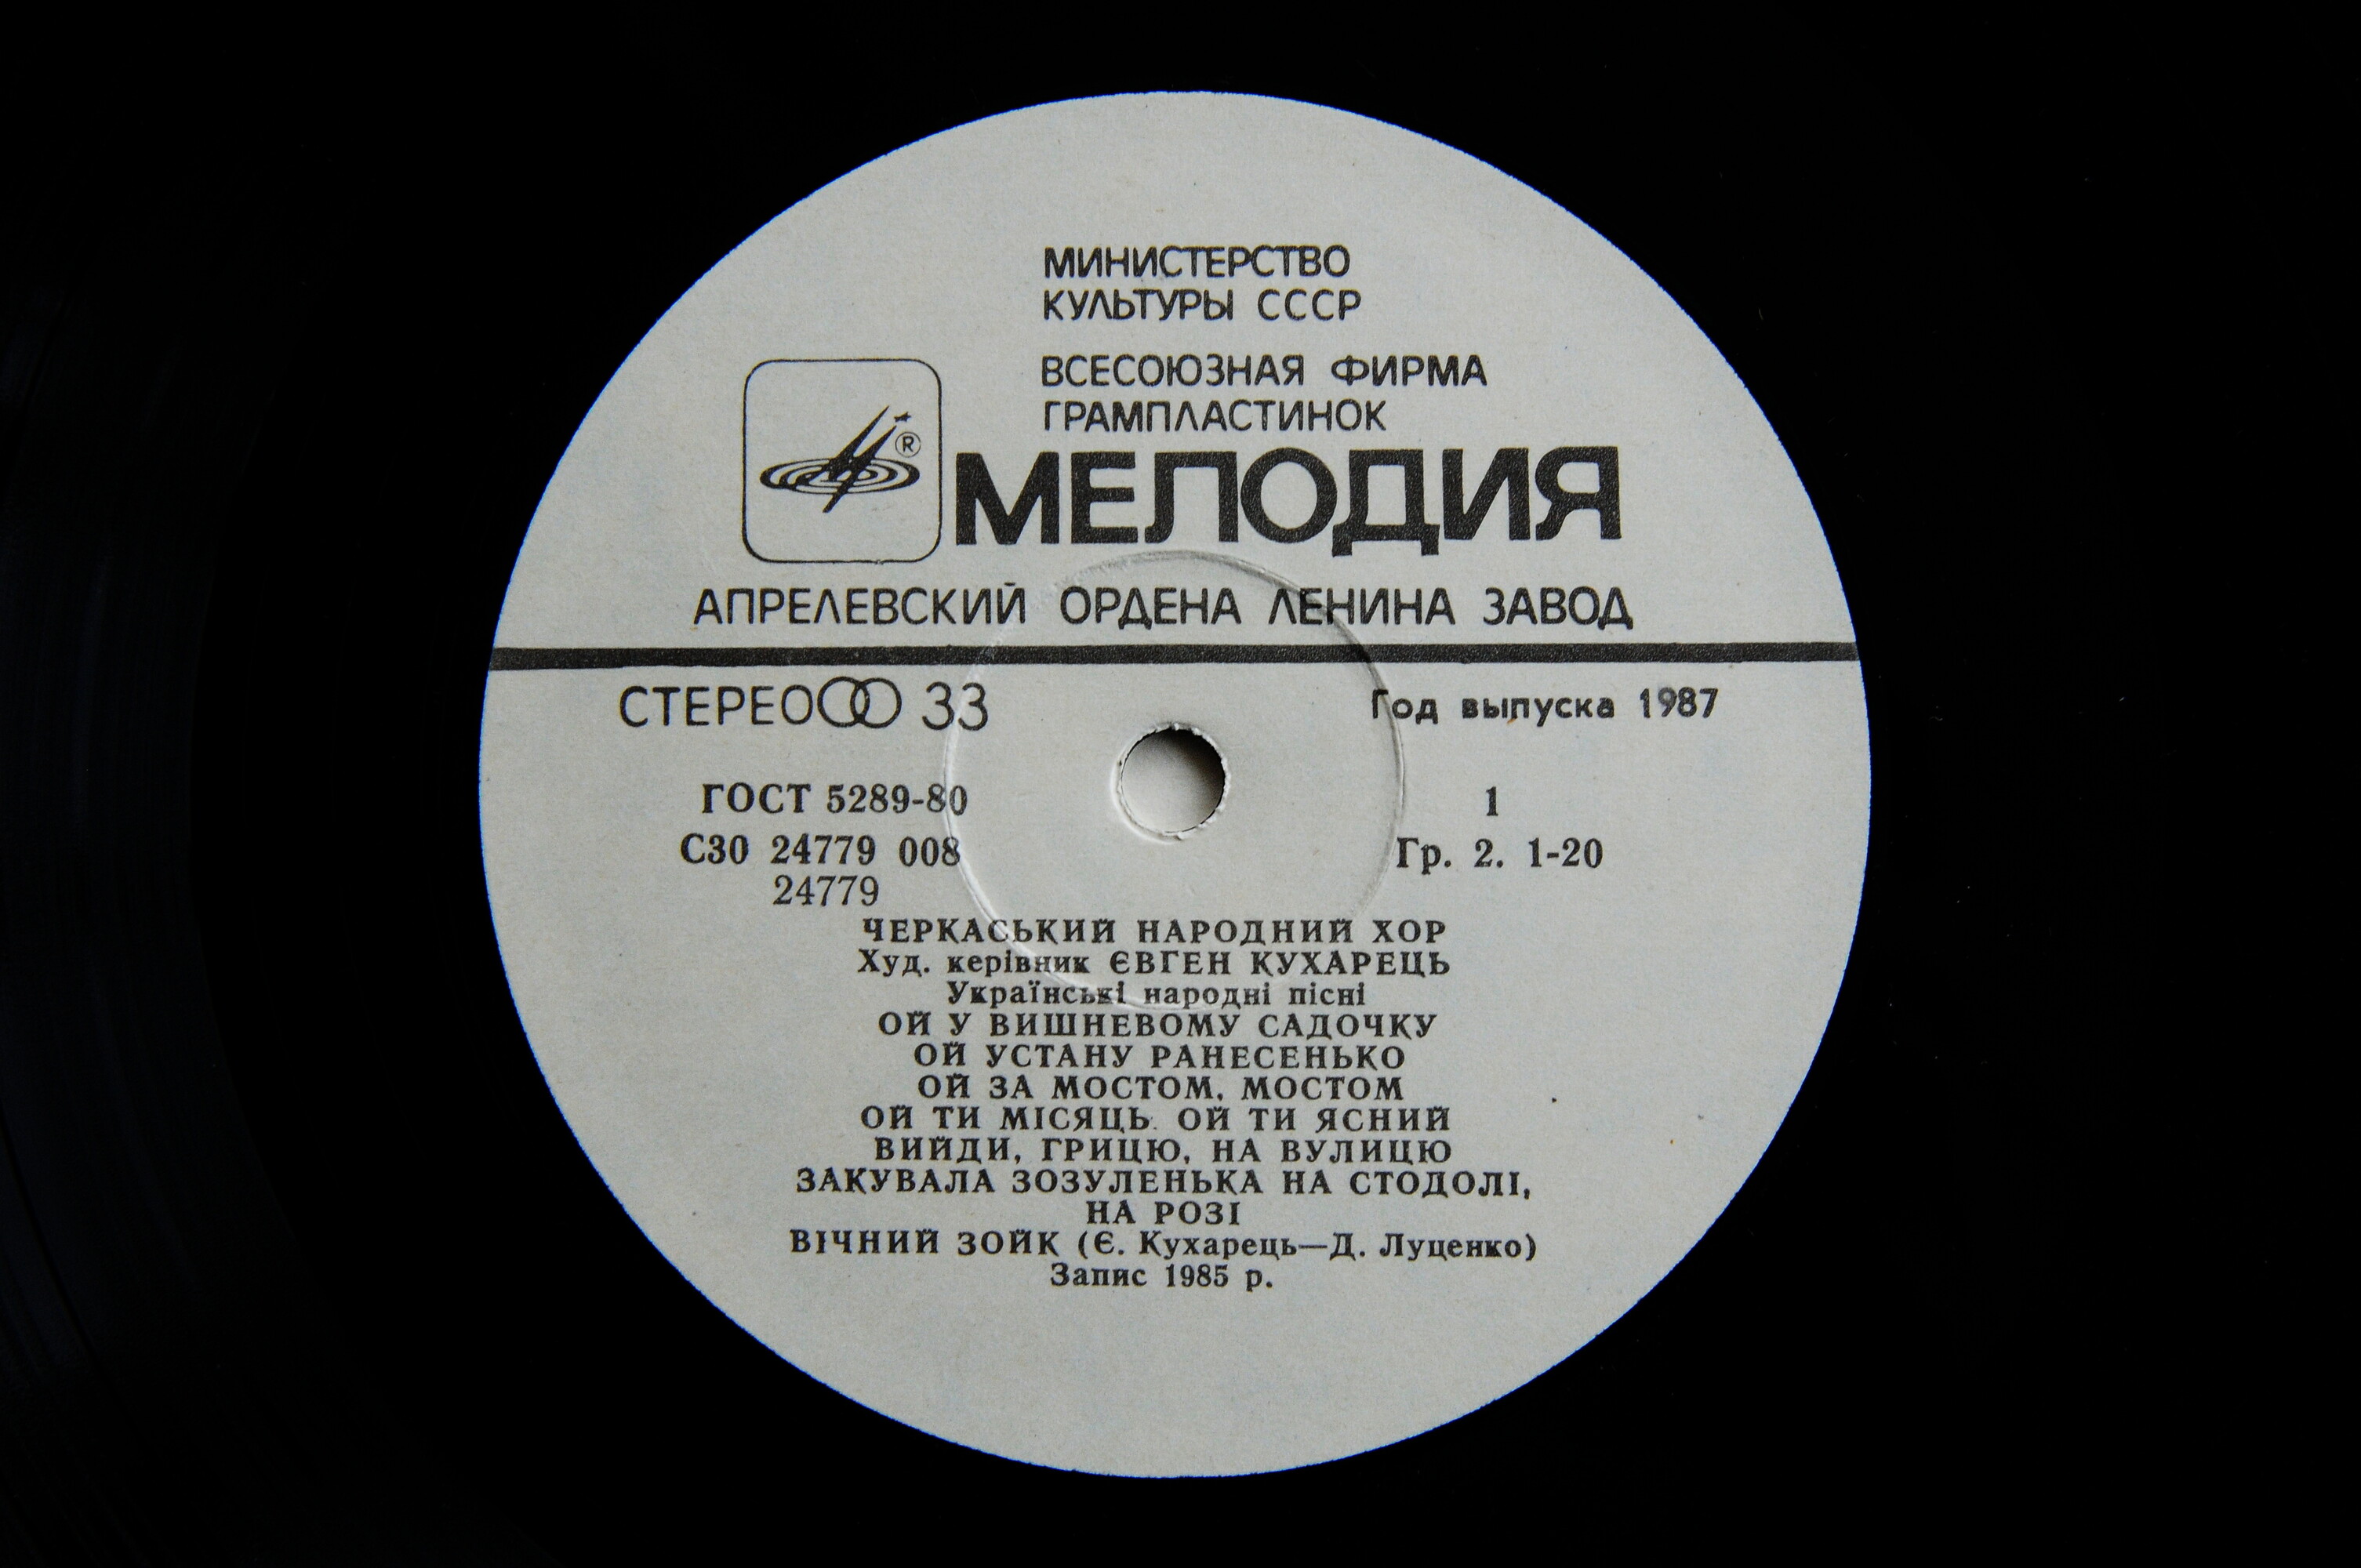 МИНИСТЕРСТВО
КУЛЬТУРЫ СССР
ВСЕСОЮЗНАЯ ФИРМА
ГРАМПЛАСТИНОК
®
МЕЛОДИЯ
АПРЕЛЕВСКИЙ ОРДЕНА ЛЕНИНА ЗАВОД
СТЕРЕО 33
Год выпуска 1987
ГОСТ 5289-80
1
С30 24779 008
Гр. 2. 1-20
24779
ЧЕРКАСЬКИЙ НАРОДНИЙ ХОР
Худ. керівник ЄВГЕН КУХАРЕЦЬ
Українські народні пісні
ОЙ У ВИШНЕВОМУ САДОЧКУ
ОЙ УСТАНУ РАНЕСЕНЬКО
ОЙ ЗА МОСТОМ, МОСТОМ
ОЙ ТИ МІСЯЦЬ. ОЙ ТИ ЯСНИЙ
ВИЙДИ, ГРИЦЮ, НА ВУЛИЦЮ
ЗАКУВАЛА ЗОЗУЛЕНЬКА НА СТОДОЛІ,
НА РОЗІ
ВІЧНИЙ ЗОЙК (Є. Кухарець—Д. Луценко)
Запис 1985 р.